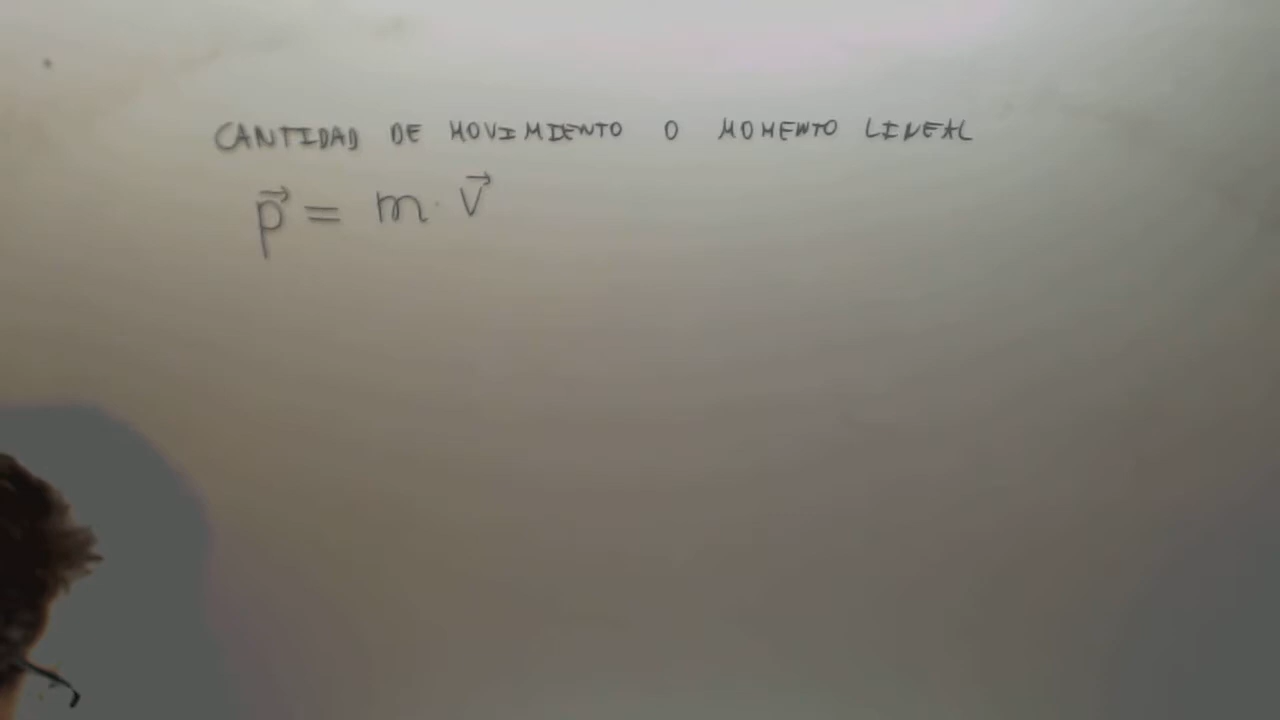 CANTIDAD DE MOVIMIENTO O MOMENTO LINEAL
p⃗ = m · v⃗